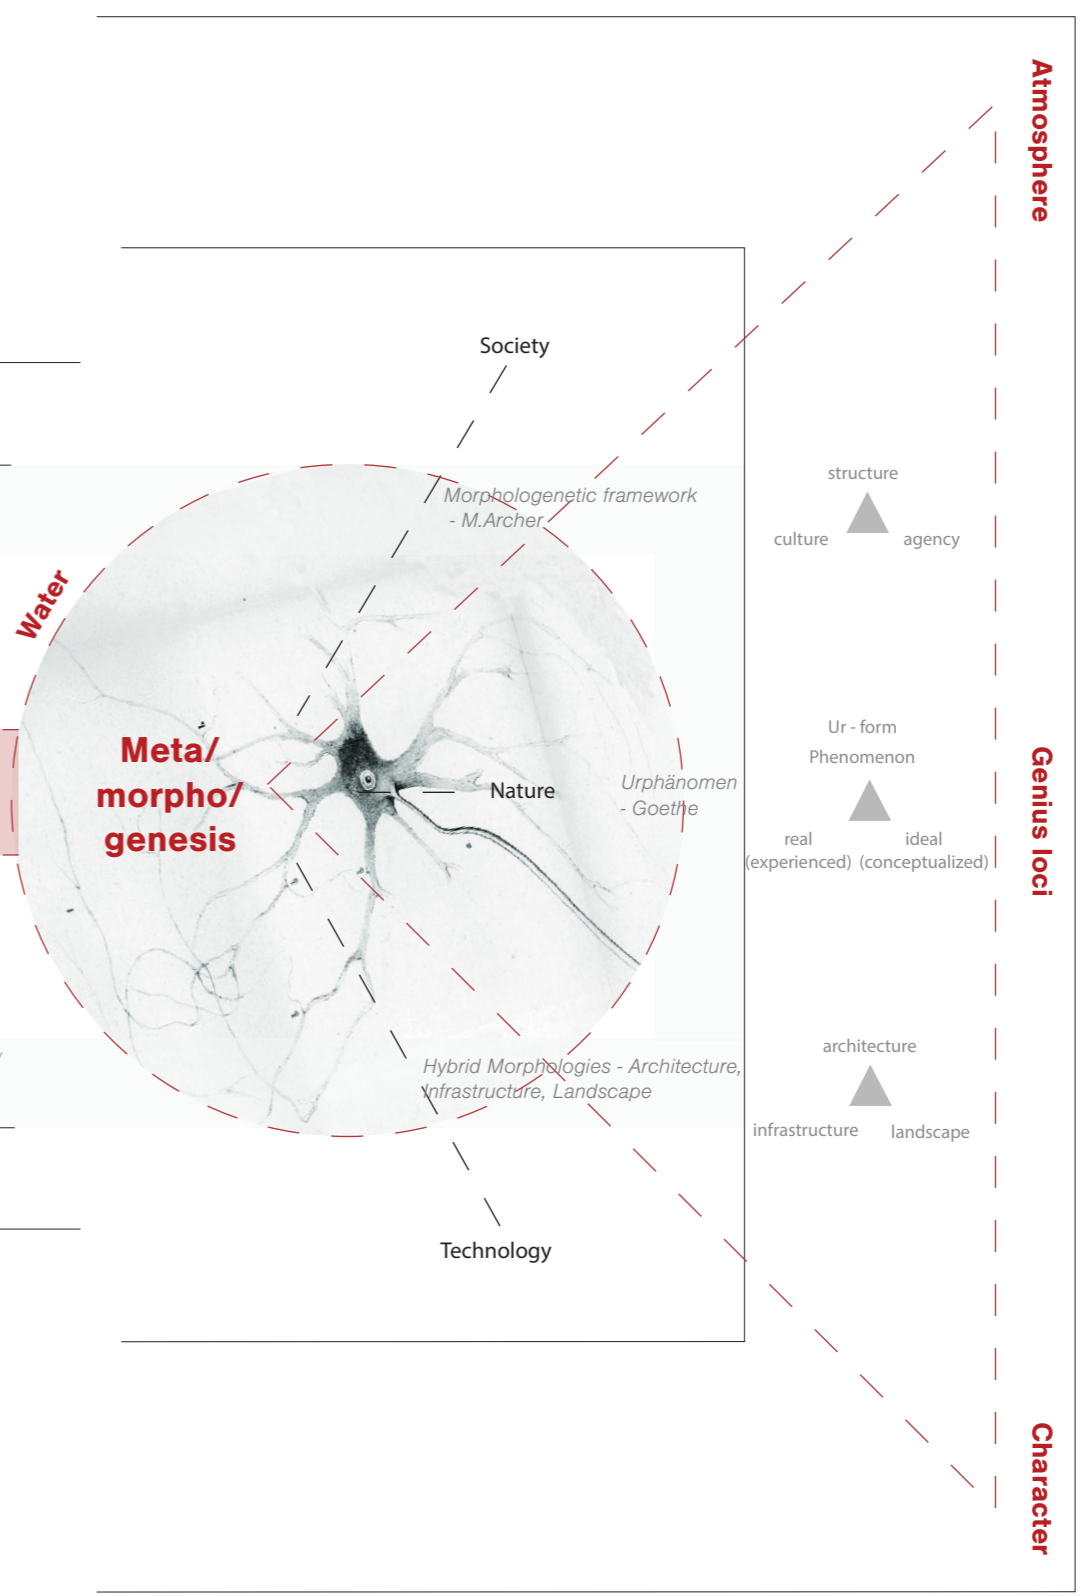 Atmosphere
Society
structure
culture
agency
Morphologenetic framework
- M.Archer
Water
Meta/
morpho/
genesis
Nature
Urphänomen
- Goethe
Ur - form
Phenomenon
real
(experienced)
ideal
(conceptualized)
Genius loci
Hybrid Morphologies - Architecture,
Infrastructure, Landscape
architecture
infrastructure
landscape
Technology
Character